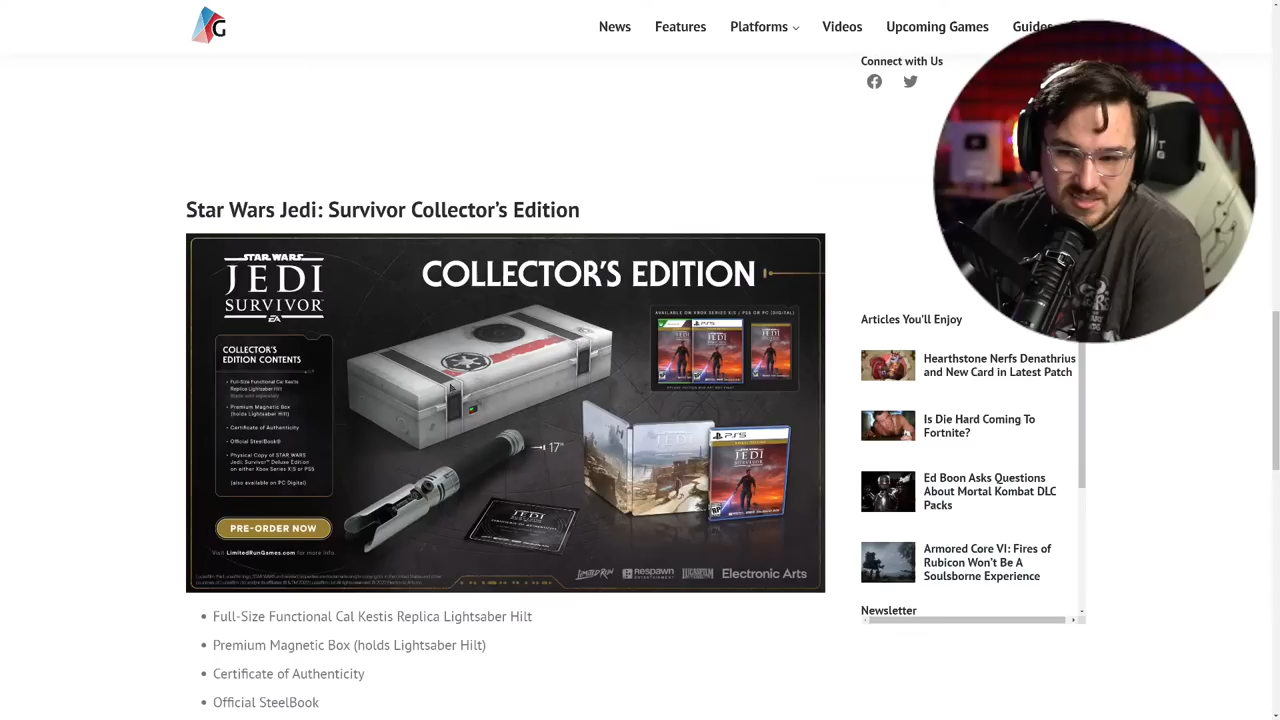 G
News Features Platforms Videos Upcoming Games Guides
Connect with Us
Star Wars Jedi: Survivor Collector's Edition
STAR WARS
JEDI
SURVIVOR
EA
COLLECTOR'S EDITION
AVAILABLE ON XBOX SERIES X|S / PS5 OR PC (DIGITAL)
COLLECTOR'S
EDITION CONTENTS
• Full-Size Functional Cal Kestis
Replica Lightsaber Hilt
Blade sold separately
• Premium Magnetic Box
(holds Lightsaber Hilt)
• Certificate of Authenticity
• Official SteelBook®
• Physical Copy of STAR WARS
Jedi: Survivor™ Deluxe Edition
on either Xbox Series X|S or PS5
(also available on PC Digital)
17"
PS5
JEDI
SURVIVOR
JEDI
PRE-ORDER NOW
Visit LimitedRunGames.com for more info.
LIMITED RUN
RESPAWN
ENTERTAINMENT
LUCASFILM
GAMES
Electronic Arts
• Full-Size Functional Cal Kestis Replica Lightsaber Hilt
• Premium Magnetic Box (holds Lightsaber Hilt)
• Certificate of Authenticity
• Official SteelBook
Articles You'll Enjoy
Hearthstone Nerfs Denathrius
and New Card in Latest Patch
Is Die Hard Coming To
Fortnite?
Ed Boon Asks Questions
About Mortal Kombat DLC
Packs
Armored Core VI: Fires of
Rubicon Won't Be A
Soulsborne Experience
Newsletter